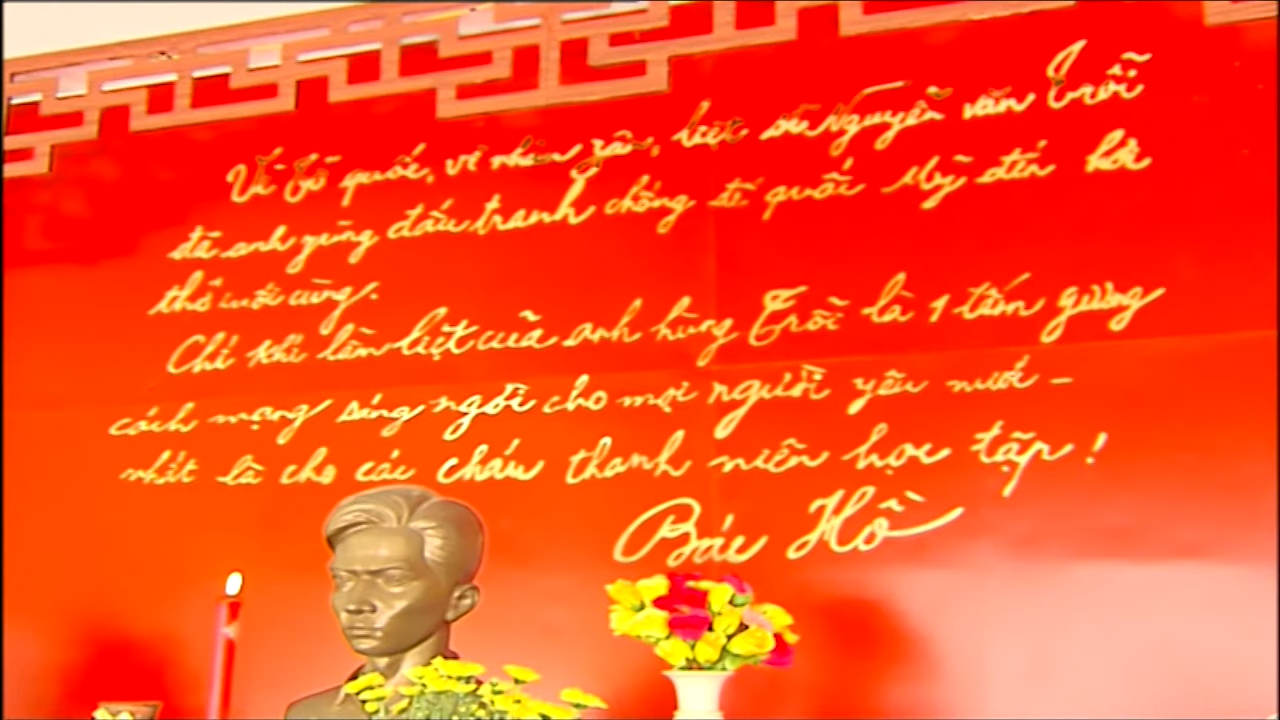 Vì Tổ quốc, vì nhân zân, liệt sĩ Nguyễn văn Trỗi
đã anh zũng đấu tranh chống đế quốc Mỹ đến hơi
thở cuối cùng.
Chí khí lẫm liệt của anh hùng Trỗi là 1 tấm gương
cách mạng sáng ngời cho mọi người yêu nước -
nhất là cho các cháu thanh niên học tập!
Bác Hồ